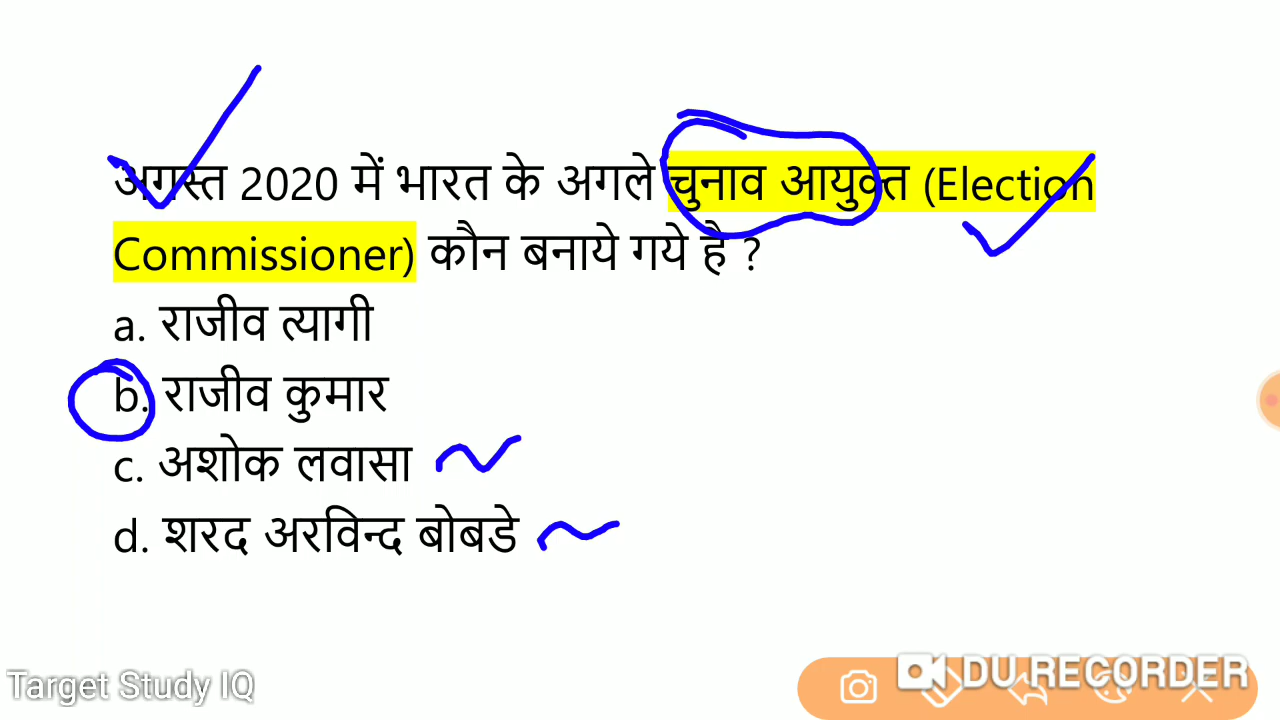 अगस्त 2020 में भारत के अगले चुनाव आयुक्त (Election
Commissioner) कौन बनाये गये है ?
a. राजीव त्यागी
b. राजीव कुमार
c. अशोक लवासा
d. शरद अरविन्द बोबडे
Target Study IQ
DU RECORDER